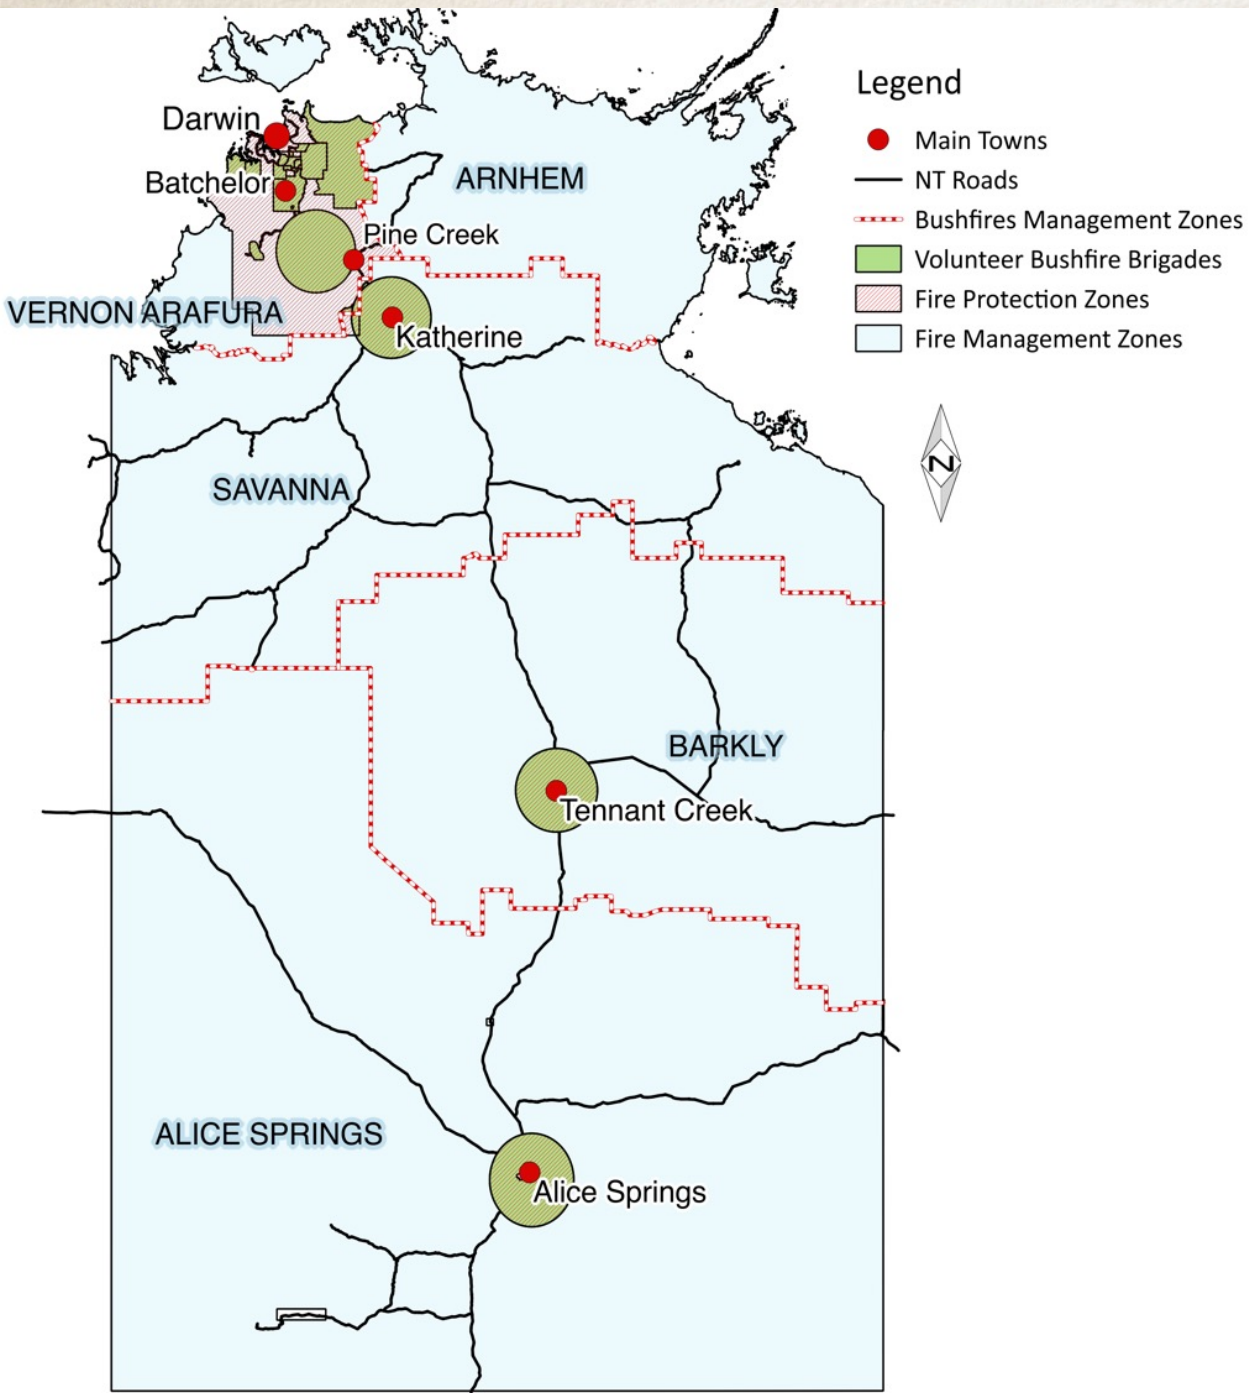 Legend
Main Towns
NT Roads
Bushfires Management Zones
Volunteer Bushfire Brigades
Fire Protection Zones
Fire Management Zones
N
Darwin
Batchelor
ARNHEM
Pine Creek
VERNON ARAFURA
Katherine
SAVANNA
BARKLY
Tennant Creek
ALICE SPRINGS
Alice Springs